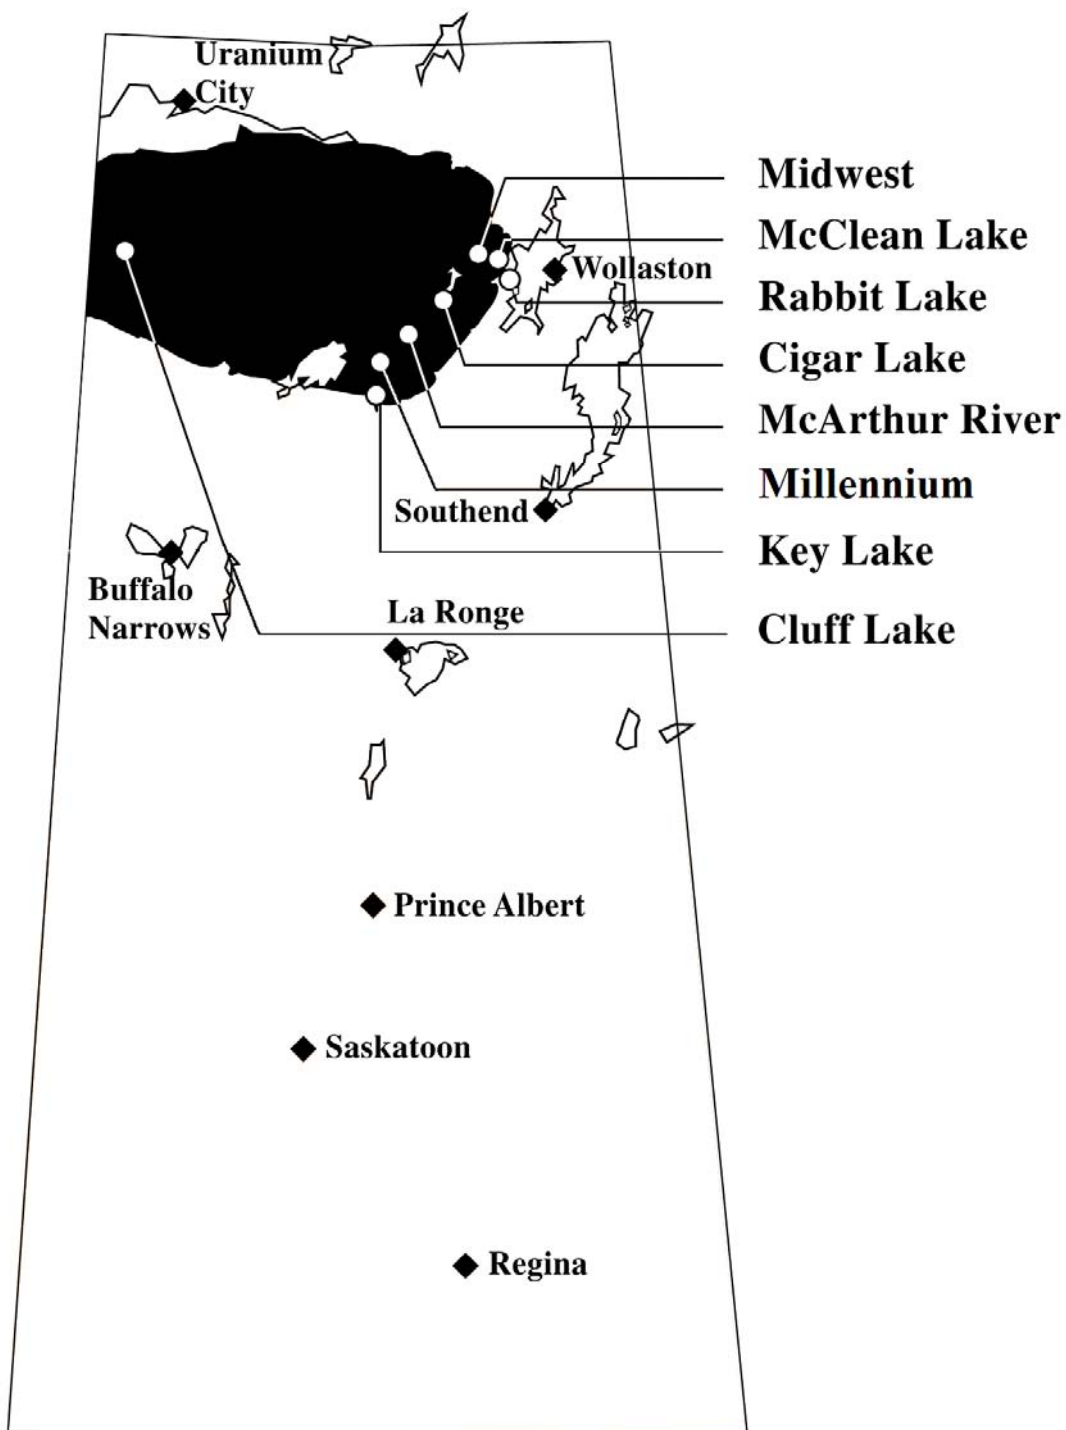 Uranium
City
Midwest
McClean Lake
Wollaston
Rabbit Lake
Cigar Lake
McArthur River
Millennium
Southend
Key Lake
Buffalo
Narrows
La Ronge
Cluff Lake
Prince Albert
Saskatoon
Regina